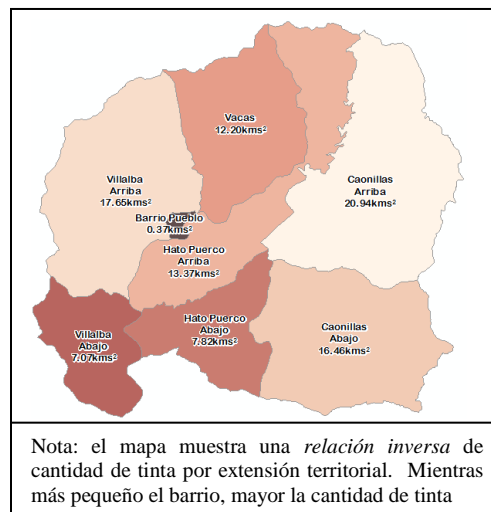 Vacas
12.20kms²
Villalba
Arriba
17.65kms²
Caonillas
Arriba
20.94kms²
Barrio Pueblo
0.37kms²
Hato Puerco
Arriba
13.37kms²
Villalba
Abajo
7.07kms²
Hato Puerco
Abajo
7.82kms²
Caonillas
Abajo
16.46kms²
Nota: el mapa muestra una relación inversa de
cantidad de tinta por extensión territorial. Mientras
más pequeño el barrio, mayor la cantidad de tinta